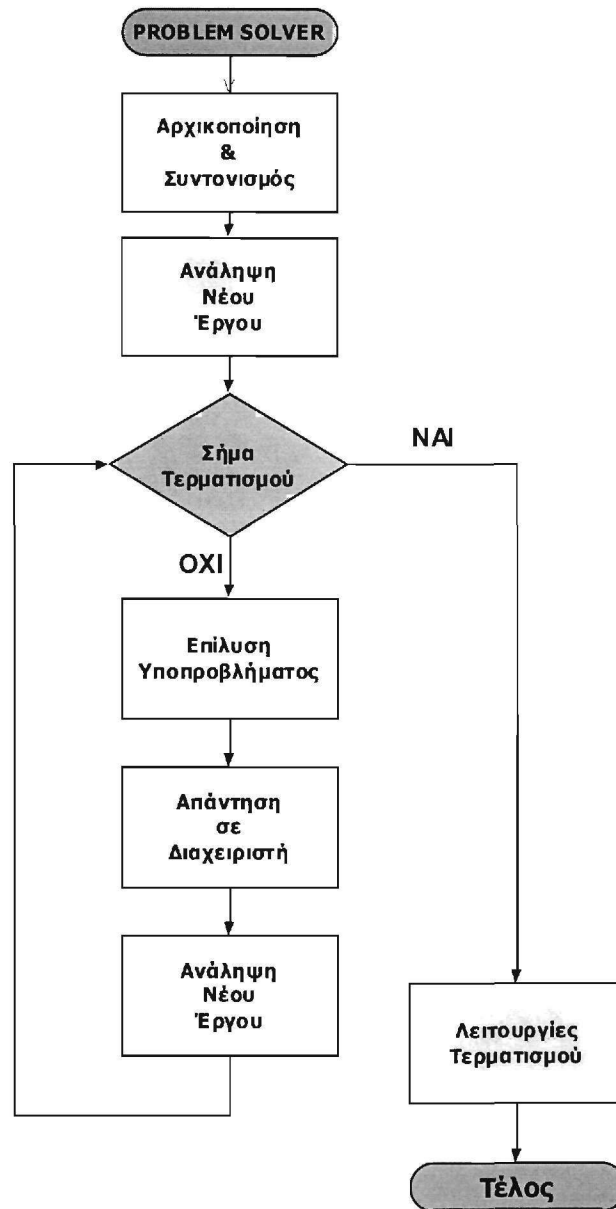 PROBLEM SOLVER
Αρχικοποίηση
&
Συντονισμός
Ανάληψη
Νέου
Έργου
Σήμα
Τερματισμού
ΝΑΙ
ΟΧΙ
Επίλυση
Υποπροβλήματος
Απάντηση
σε
Διαχειριστή
Ανάληψη
Νέου
Έργου
Λειτουργίες
Τερματισμού
Τέλος